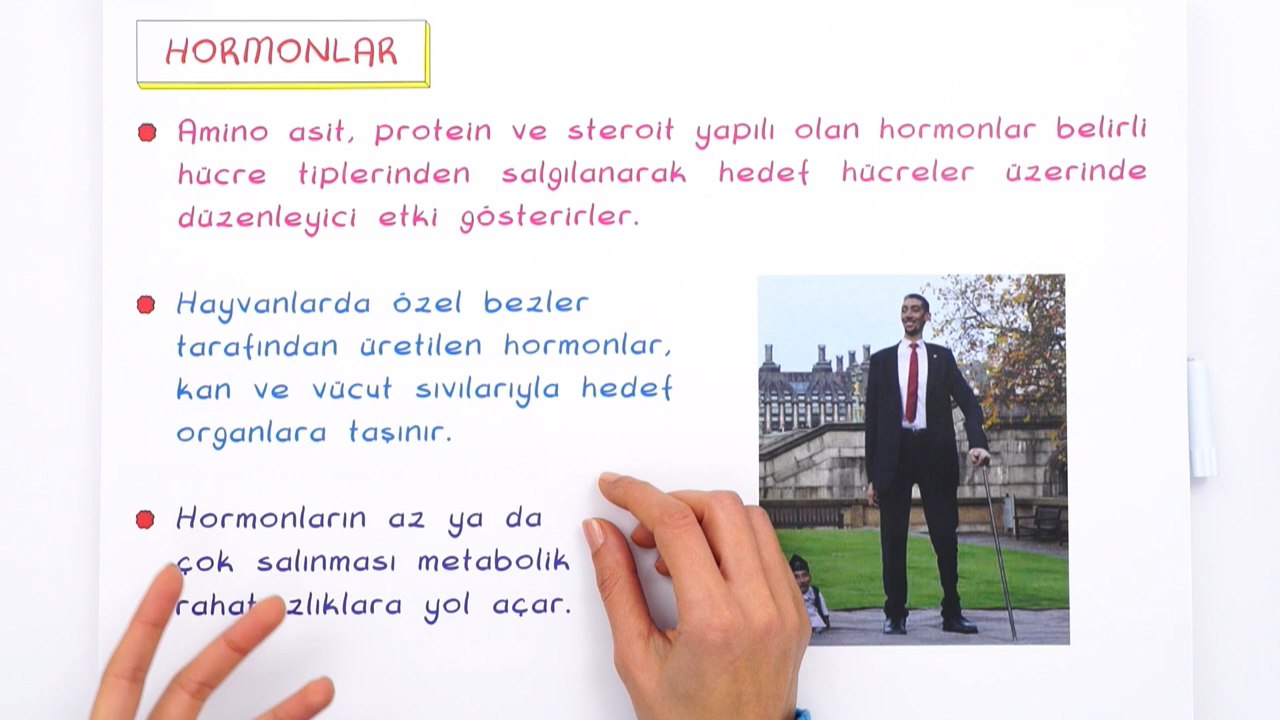 HORMONLAR
Amino asit, protein ve steroit yapılı olan hormonlar belirli
hücre tiplerinden salgılanarak hedef hücreler üzerinde
düzenleyici etki gösterirler.
Hayvanlarda özel bezler
tarafından üretilen hormonlar,
kan ve vücut sıvılarıyla hedef
organlara taşınır.
Hormonların az ya da
çok salınması metabolik
yol açar.